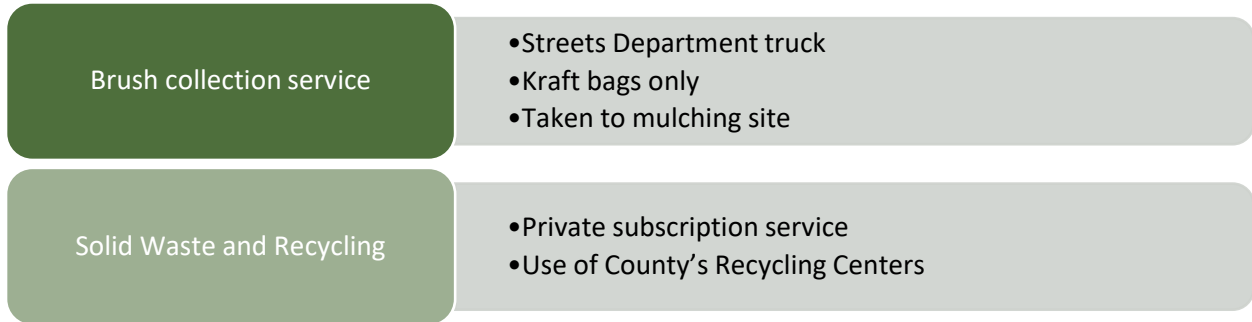 Brush collection service
•Streets Department truck
•Kraft bags only
•Taken to mulching site
Solid Waste and Recycling
•Private subscription service
•Use of County’s Recycling Centers